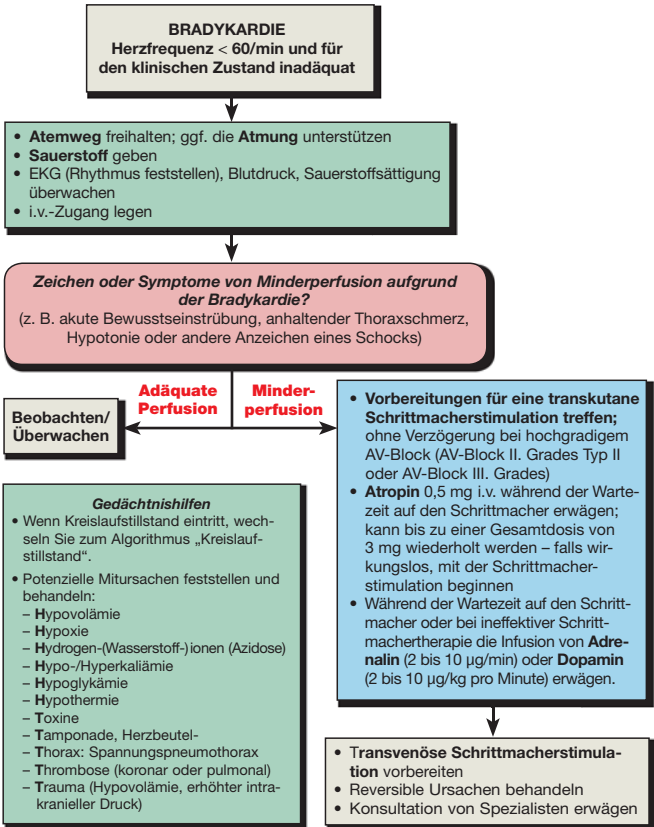 BRADYKARDIE
Herzfrequenz < 60/min und für
den klinischen Zustand inadäquat
• Atemweg freihalten; ggf. die Atmung unterstützen
• Sauerstoff geben
• EKG (Rhythmus feststellen), Blutdruck, Sauerstoffsättigung
überwachen
• i.v.-Zugang legen
Zeichen oder Symptome von Minderperfusion aufgrund
der Bradykardie?
(z. B. akute Bewusstseinstrübung, anhaltender Thoraxschmerz,
Hypotonie oder andere Anzeichen eines Schocks)
Adäquate
Perfusion
Minder-
perfusion
Beobachten/
Überwachen
• Vorbereitungen für eine transkutane
Schrittmacherstimulation treffen;
ohne Verzögerung bei hochgradigem
AV-Block (AV-Block II. Grades Typ II
oder AV-Block III. Grades)
• Atropin 0,5 mg i.v. während der Warte-
zeit auf den Schrittmacher erwägen;
kann bis zu einer Gesamtdosis von
3 mg wiederholt werden – falls wir-
kungslos, mit der Schrittmacher-
stimulation beginnen
• Während der Wartezeit auf den Schritt-
macher oder bei ineffektiver Schritt-
machertherapie die Infusion von Adre-
nalin (2 bis 10 µg/min) oder Dopamin
(2 bis 10 µg/kg pro Minute) erwägen.
Gedächtnishilfen
• Wenn Kreislaufstillstand eintritt, wech-
seln Sie zum Algorithmus „Kreislauf-
stillstand".
• Potenzielle Mitursachen feststellen und
behandeln:
– Hypovolämie
– Hypoxie
– Hydrogen-(Wasserstoff-)ionen (Azidose)
– Hypo-/Hyperkaliämie
– Hypoglykämie
– Hypothermie
– Toxine
– Tamponade, Herzbeutel-
– Thorax: Spannungspneumothorax
– Thrombose (koronar oder pulmonal)
– Trauma (Hypovolämie, erhöhter intra-
kranieller Druck)
• Transvenöse Schrittmacherstimula-
tion vorbereiten
• Reversible Ursachen behandeln
• Konsultation von Spezialisten erwägen